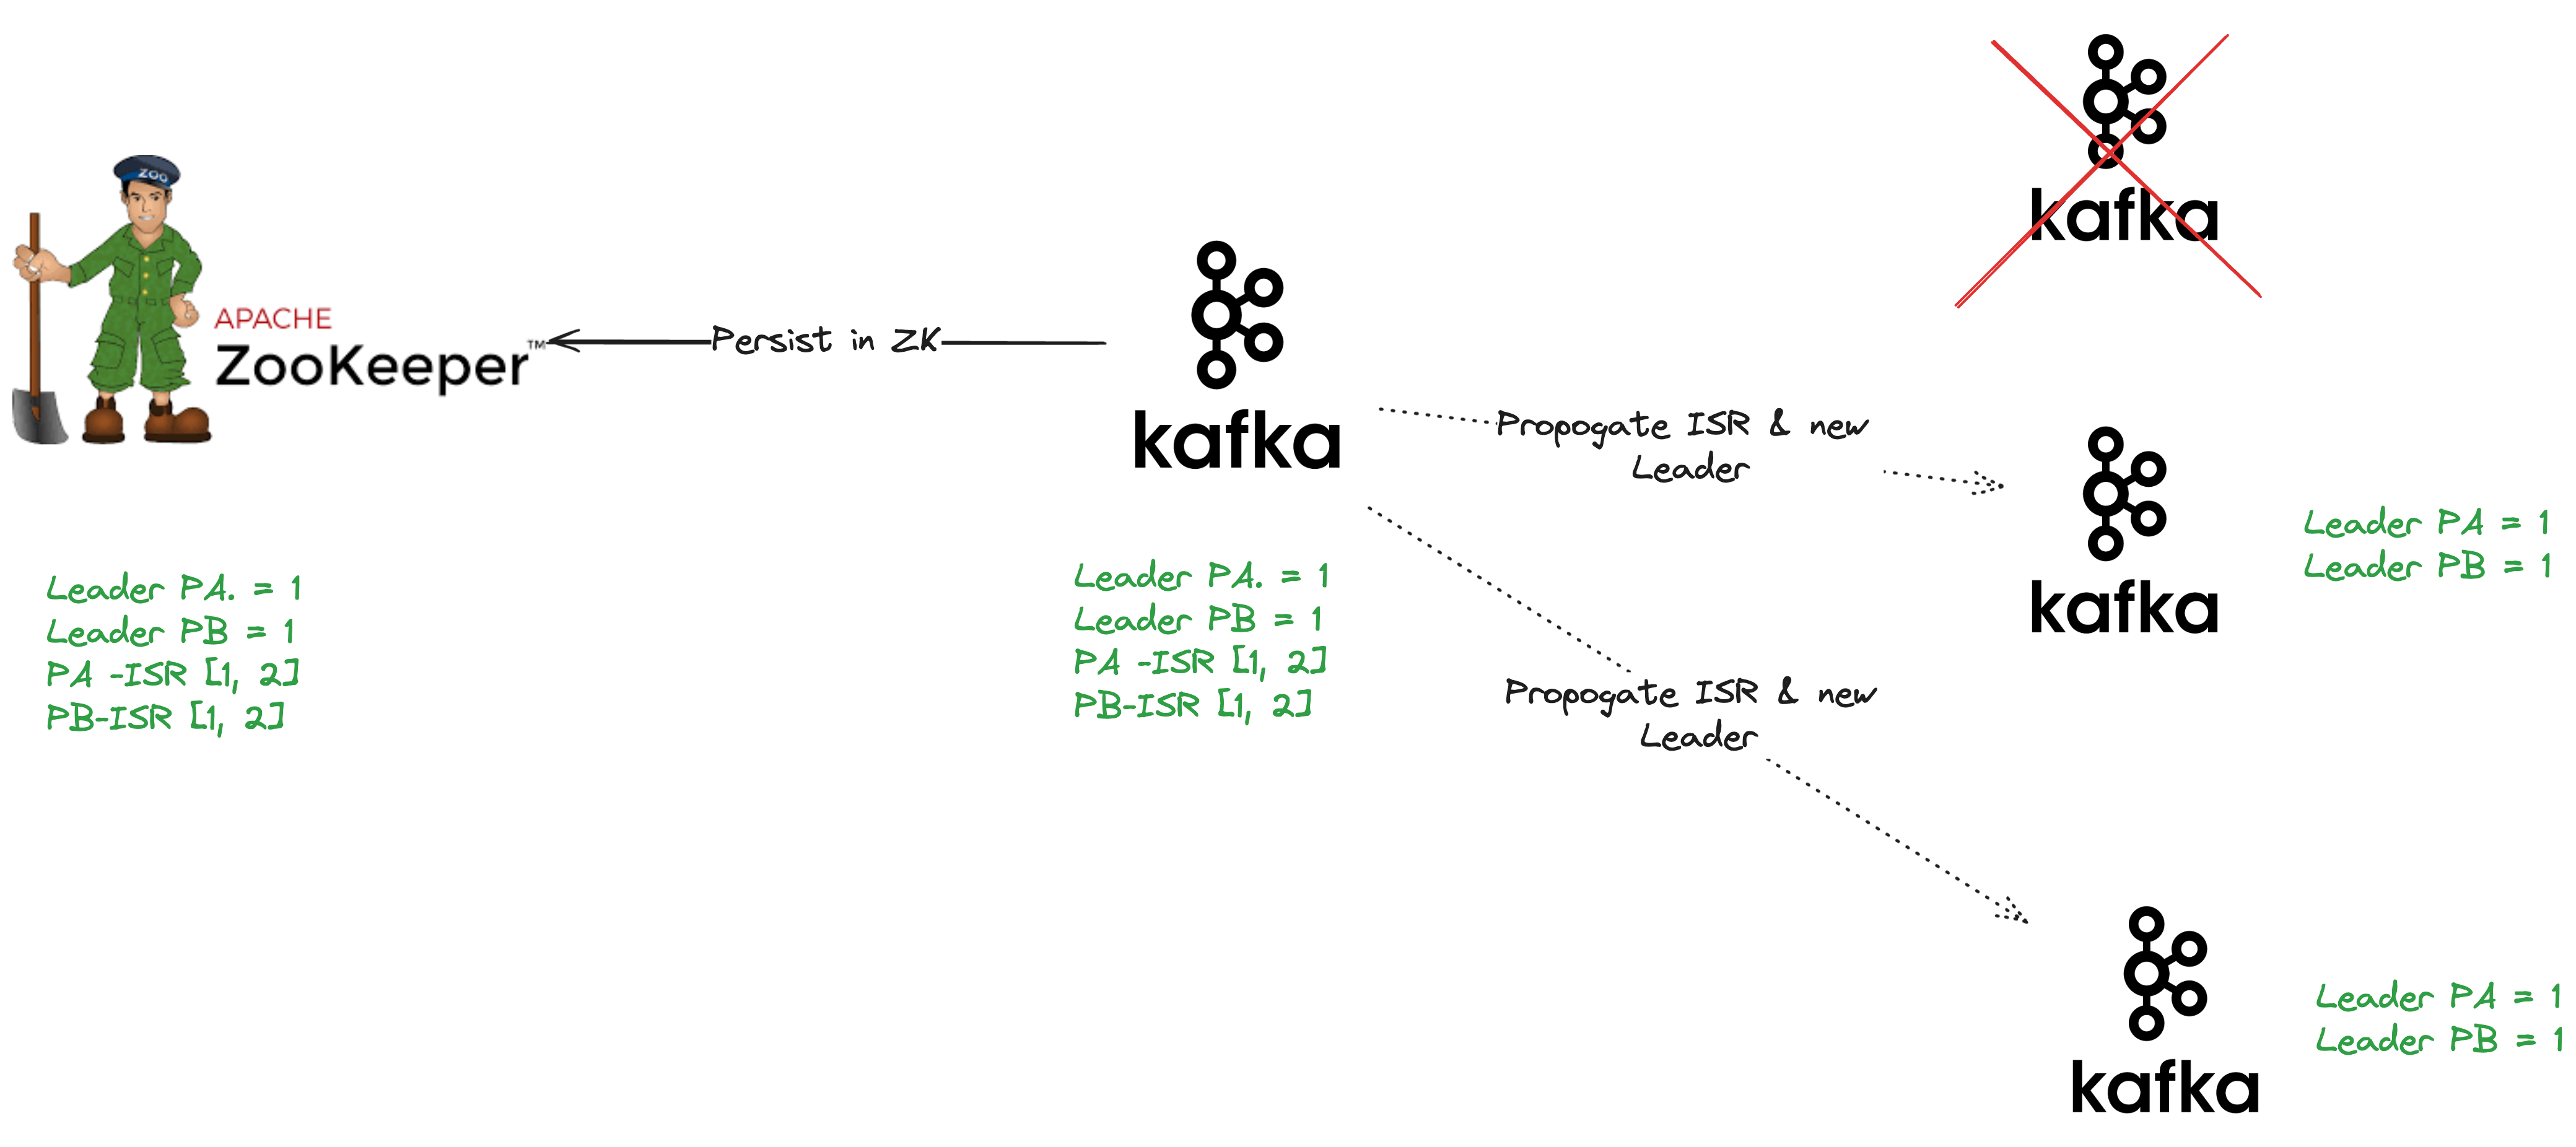 kafka
ZOO
APACHE
ZooKeeper™
Persist in ZK
kafka
Propogate ISR & new
Leader
kafka
Leader PA = 1
Leader PB = 1
Leader PA. = 1
Leader PB = 1
PA -ISR [1, 2]
PB-ISR [1, 2]
Leader PA. = 1
Leader PB = 1
PA -ISR [1, 2]
PB-ISR [1, 2]
Propogate ISR & new
Leader
kafka
Leader PA = 1
Leader PB = 1